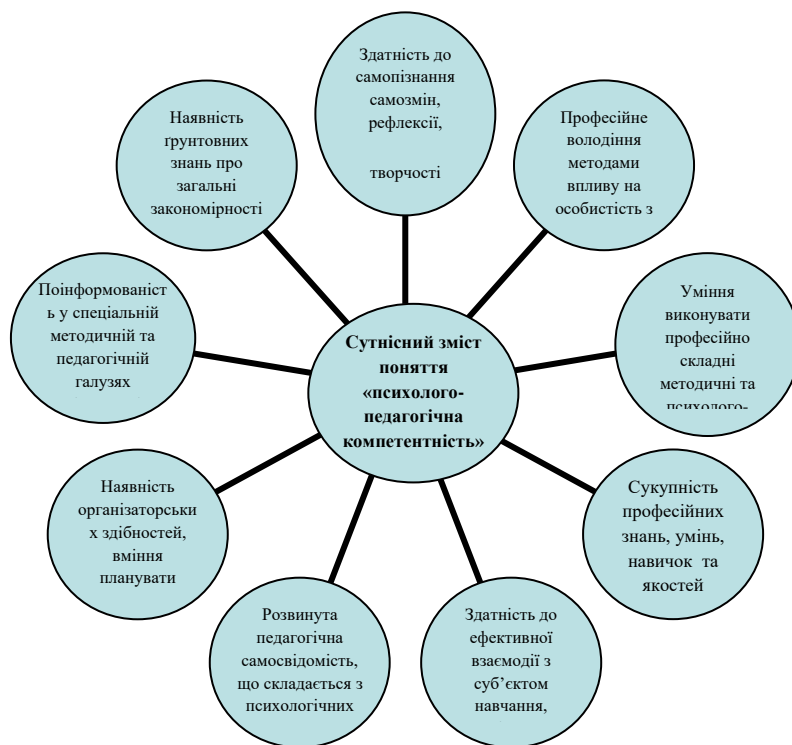 Здатність до
самопізнання
самозмін,
рефлексії,
творчості
Професійне
володіння
методами
впливу на
особистість з
Уміння
виконувати
професійно
складні
методичні та
психолого-
Сукупність
професійних
знань, умінь,
навичок та
якостей
Здатність до
ефективної
взаємодії з
суб’єктом
навчання,
Розвинута
педагогічна
самосвідомість,
що складається з
психологічних
Наявність
організаторськи
х здібностей,
вміння
планувати
Поінформованіст
ь у спеціальній
методичній та
педагогічній
галузях
Наявність
ґрунтовних
знань про
загальні
закономірності
Сутнісний зміст
поняття
«психолого-
педагогічна
компетентність»